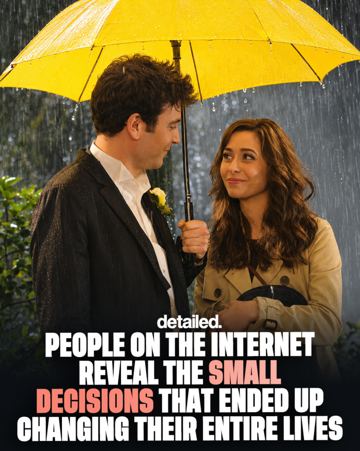 detailed.
PEOPLE ON THE INTERNET
REVEAL THE SMALL
DECISIONS THAT ENDED UP
CHANGING THEIR ENTIRE LIVES